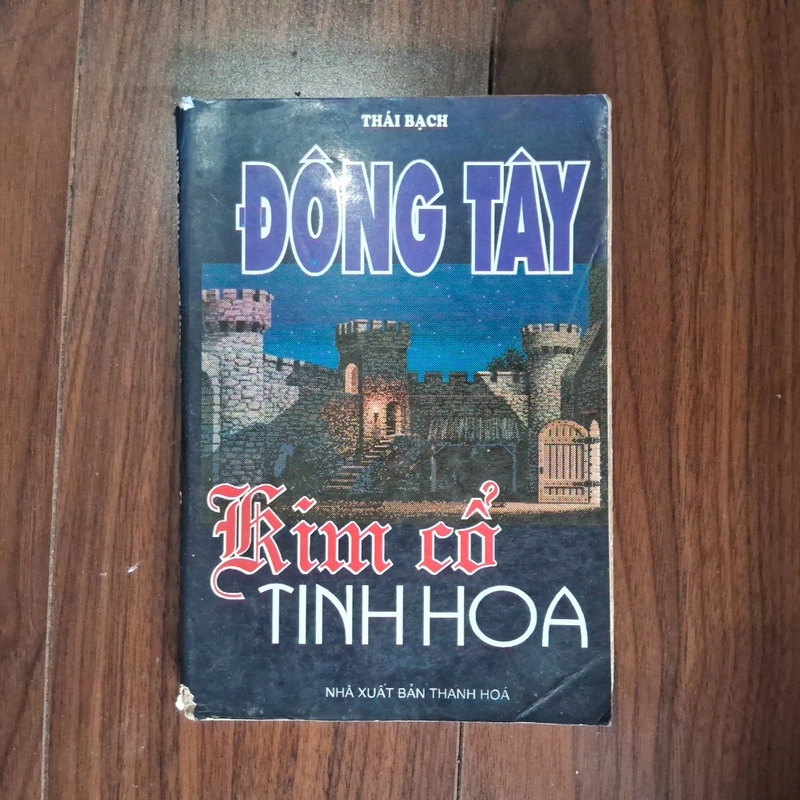 THÁI BẠCH
ĐÔNG TÂY
Kim cổ
TINH HOA
NHÀ XUẤT BẢN THANH HOÁ